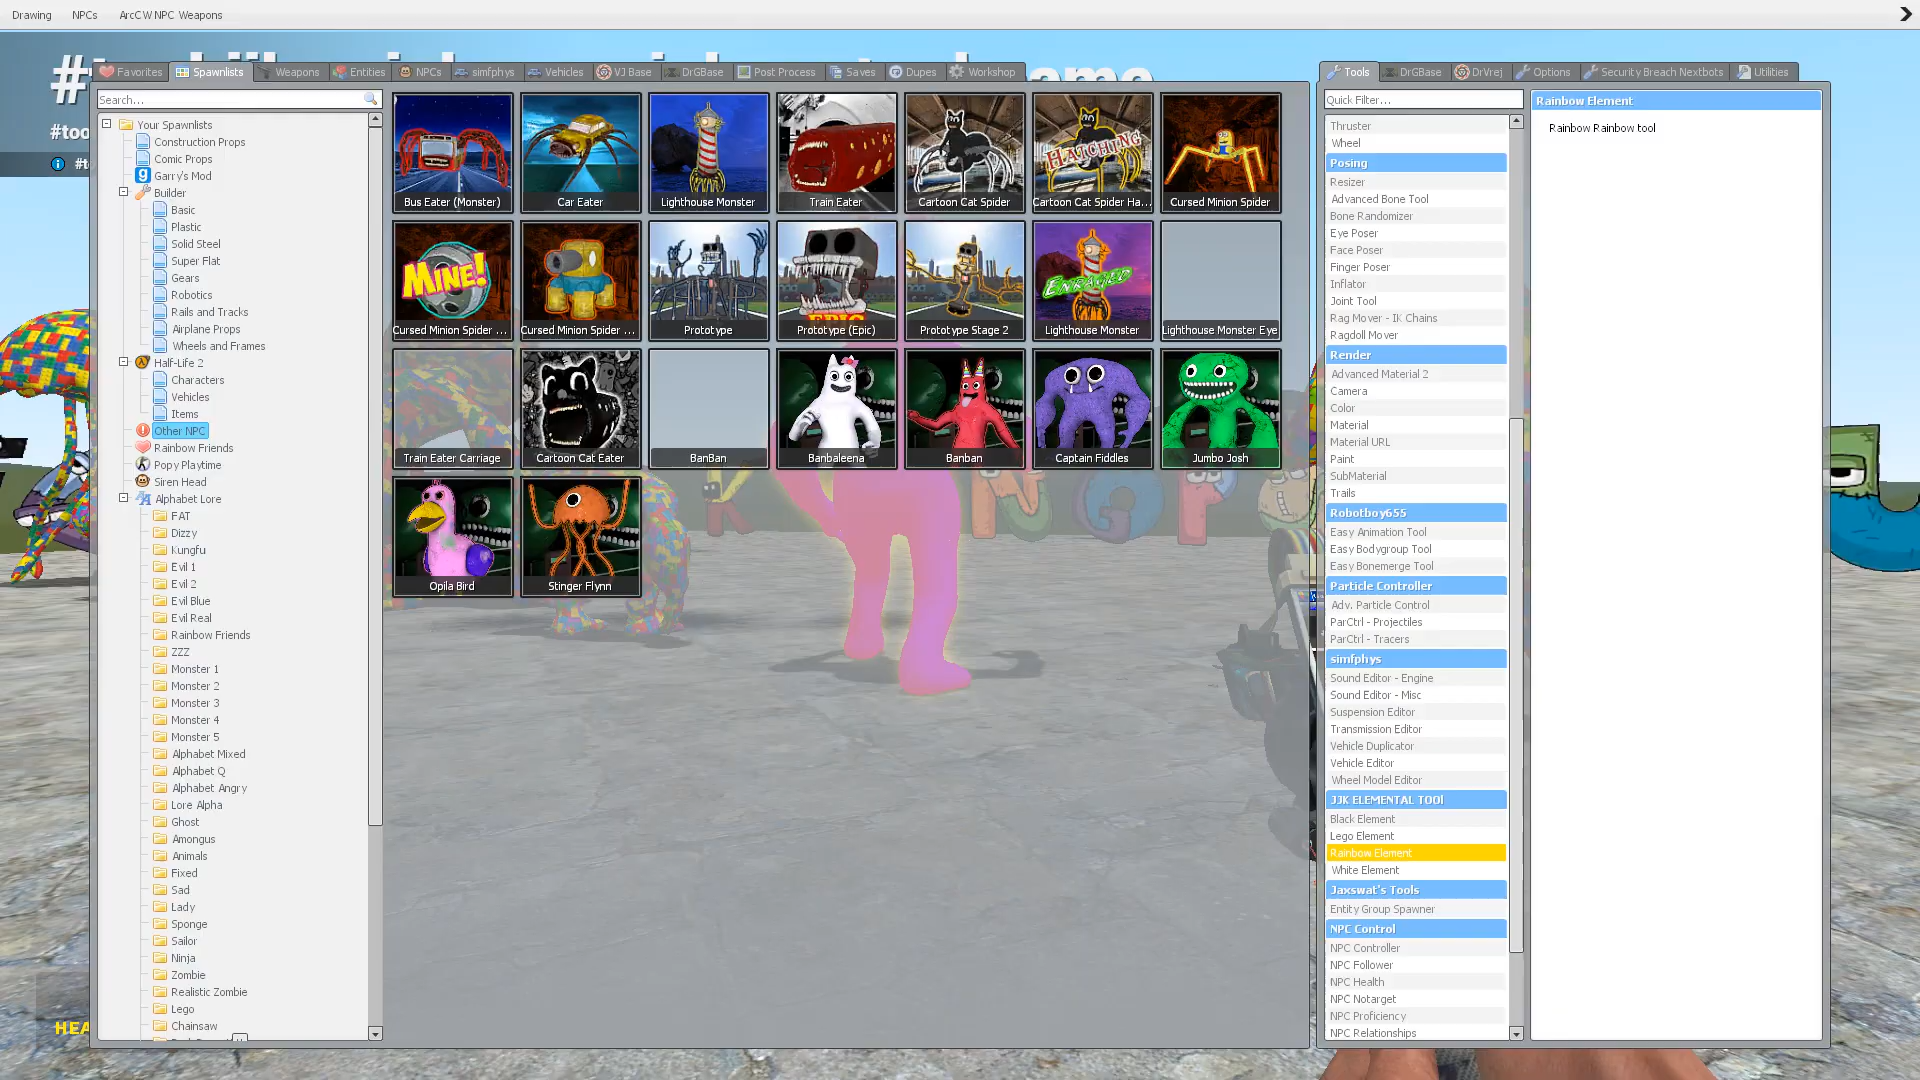 Drawing NPCs ArcCW NPC Weapons
Favorites Spawnlists Weapons Entities NPCs simfphys Vehicles VJ Base DrGBase Post Process Saves Dupes Workshop
Search...
Your Spawnlists
Construction Props
Comic Props
Garry's Mod
Builder
Basic
Plastic
Solid Steel
Super Flat
Gears
Robotics
Rails and Tracks
Airplane Props
Wheels and Frames
Half-Life 2
Characters
Vehicles
Items
Other NPC
Rainbow Friends
Popy Playtime
Siren Head
Alphabet Lore
FAT
Dizzy
Kungfu
Evil 1
Evil 2
Evil Blue
Evil Real
Rainbow Friends
ZZZ
Monster 1
Monster 2
Monster 3
Monster 4
Monster 5
Alphabet Mixed
Alphabet Q
Alphabet Angry
Lore Alpha
Ghost
Amongus
Animals
Fixed
Sad
Lady
Sponge
Sailor
Ninja
Zombie
Realistic Zombie
Lego
Chainsaw
HATCHING
Bus Eater (Monster) Car Eater Lighthouse Monster Train Eater Cartoon Cat Spider Cartoon Cat Spider Ha... Cursed Minion Spider
MINE!
ENRAGED
EPIC
Cursed Minion Spider ... Cursed Minion Spider ... Prototype Prototype (Epic) Prototype Stage 2 Lighthouse Monster Lighthouse Monster Eye
Train Eater Carriage Cartoon Cat Eater BanBan Banbaleena Banban Captain Fiddles Jumbo Josh
Opila Bird Stinger Flynn
#
#too
#t
HEA
Tools DrGBase DrVrej Options Security Breach Nextbots Utilities
Quick Filter...
Thruster
Wheel
Posing
Resizer
Advanced Bone Tool
Bone Randomizer
Eye Poser
Face Poser
Finger Poser
Inflator
Joint Tool
Rag Mover - IK Chains
Ragdoll Mover
Render
Advanced Material 2
Camera
Color
Material
Material URL
Paint
SubMaterial
Trails
Robotboy655
Easy Animation Tool
Easy Bodygroup Tool
Easy Bonemerge Tool
Particle Controller
Adv. Particle Control
ParCtrl - Projectiles
ParCtrl - Tracers
simfphys
Sound Editor - Engine
Sound Editor - Misc
Suspension Editor
Transmission Editor
Vehicle Duplicator
Vehicle Editor
Wheel Model Editor
JJK ELEMENTAL TOOl
Black Element
Lego Element
Rainbow Element
White Element
Jaxswat's Tools
Entity Group Spawner
NPC Control
NPC Controller
NPC Follower
NPC Health
NPC Notarget
NPC Proficiency
NPC Relationships
Rainbow Element
Rainbow Rainbow tool